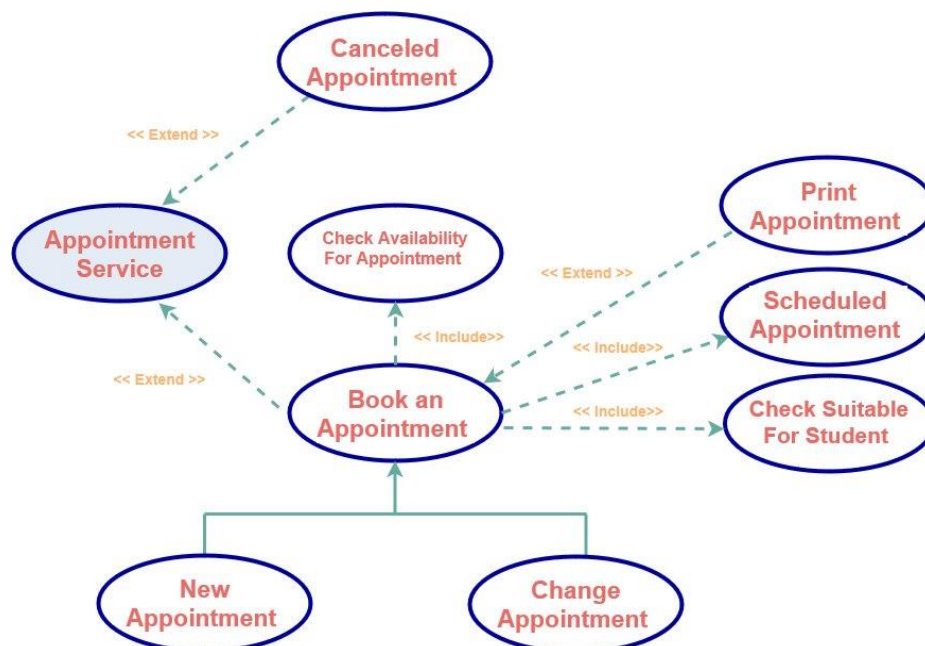 Canceled
Appointment
<< Extend >>
Print
Appointment
Appointment
Service
Check Availability
For Appointment
<< Extend >>
Scheduled
Appointment
<< Include>>
<< Include>>
<< Extend >>
Book an
Appointment
<< Include>>
Check Suitable
For Student
New
Appointment
Change
Appointment